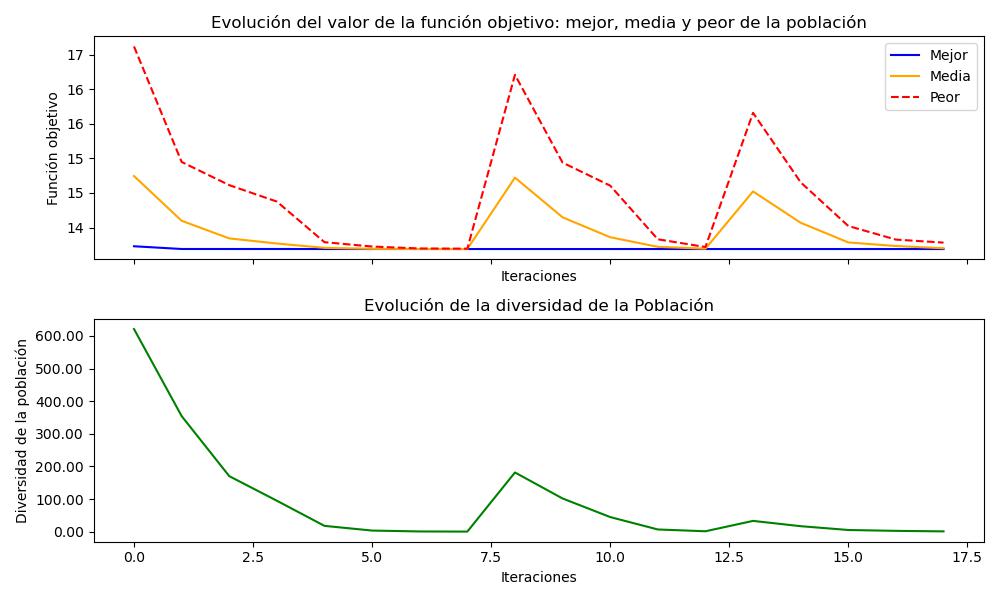 Evolución del valor de la función objetivo: mejor, media y peor de la población
Función objetivo
17
16
16
15
15
14
Mejor
Media
Peor
Iteraciones
Evolución de la diversidad de la Población
Diversidad de la población
600.00
500.00
400.00
300.00
200.00
100.00
0.00
0.0 2.5 5.0 7.5 10.0 12.5 15.0 17.5
Iteraciones